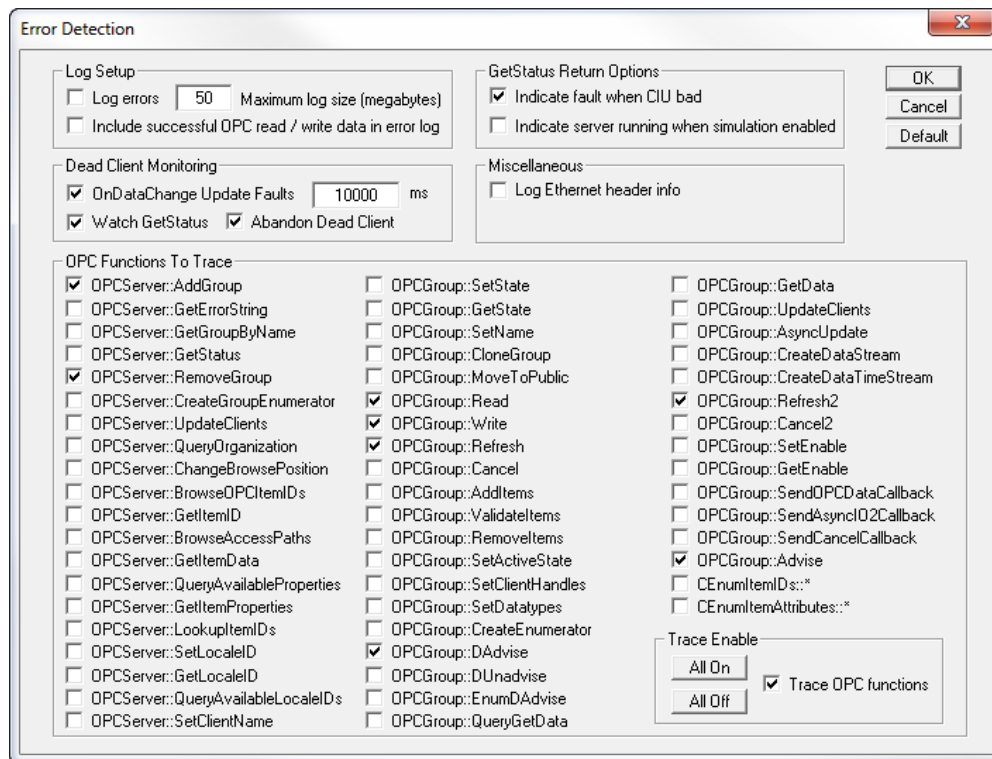 Error Detection
Log Setup
Log errors 50 Maximum log size (megabytes)
Include successful OPC read / write data in error log
GetStatus Return Options
Indicate fault when CIU bad
Indicate server running when simulation enabled
OK
Cancel
Default
Dead Client Monitoring
OnDataChange Update Faults 10000 ms
Watch GetStatus Abandon Dead Client
Miscellaneous
Log Ethernet header info
OPC Functions To Trace
OPCServer::AddGroup
OPCServer::GetErrorString
OPCServer::GetGroupByName
OPCServer::GetStatus
OPCServer::RemoveGroup
OPCServer::CreateGroupEnumerator
OPCServer::UpdateClients
OPCServer::QueryOrganization
OPCServer::ChangeBrowsePosition
OPCServer::BrowseOPCItemIDs
OPCServer::GetItemID
OPCServer::BrowseAccessPaths
OPCServer::GetItemData
OPCServer::QueryAvailableProperties
OPCServer::GetItemProperties
OPCServer::LookupItemIDs
OPCServer::SetLocaleID
OPCServer::GetLocaleID
OPCServer::QueryAvailableLocaleIDs
OPCServer::SetClientName
OPCGroup::SetState
OPCGroup::GetState
OPCGroup::SetName
OPCGroup::CloneGroup
OPCGroup::MoveToPublic
OPCGroup::Read
OPCGroup::Write
OPCGroup::Refresh
OPCGroup::Cancel
OPCGroup::AddItems
OPCGroup::ValidateItems
OPCGroup::RemoveItems
OPCGroup::SetActiveState
OPCGroup::SetClientHandles
OPCGroup::SetDatatypes
OPCGroup::CreateEnumerator
OPCGroup::DAdvise
OPCGroup::DUnadvise
OPCGroup::EnumDAdvise
OPCGroup::QueryGetData
OPCGroup::GetData
OPCGroup::UpdateClients
OPCGroup::AsyncUpdate
OPCGroup::CreateDataStream
OPCGroup::CreateDataTimeStream
OPCGroup::Refresh2
OPCGroup::Cancel2
OPCGroup::SetEnable
OPCGroup::GetEnable
OPCGroup::SendOPCDataCallback
OPCGroup::SendAsyncIO2Callback
OPCGroup::SendCancelCallback
OPCGroup::Advise
CEnumItemIDs::*
CEnumItemAttributes::*
Trace Enable
All On
All Off
Trace OPC functions